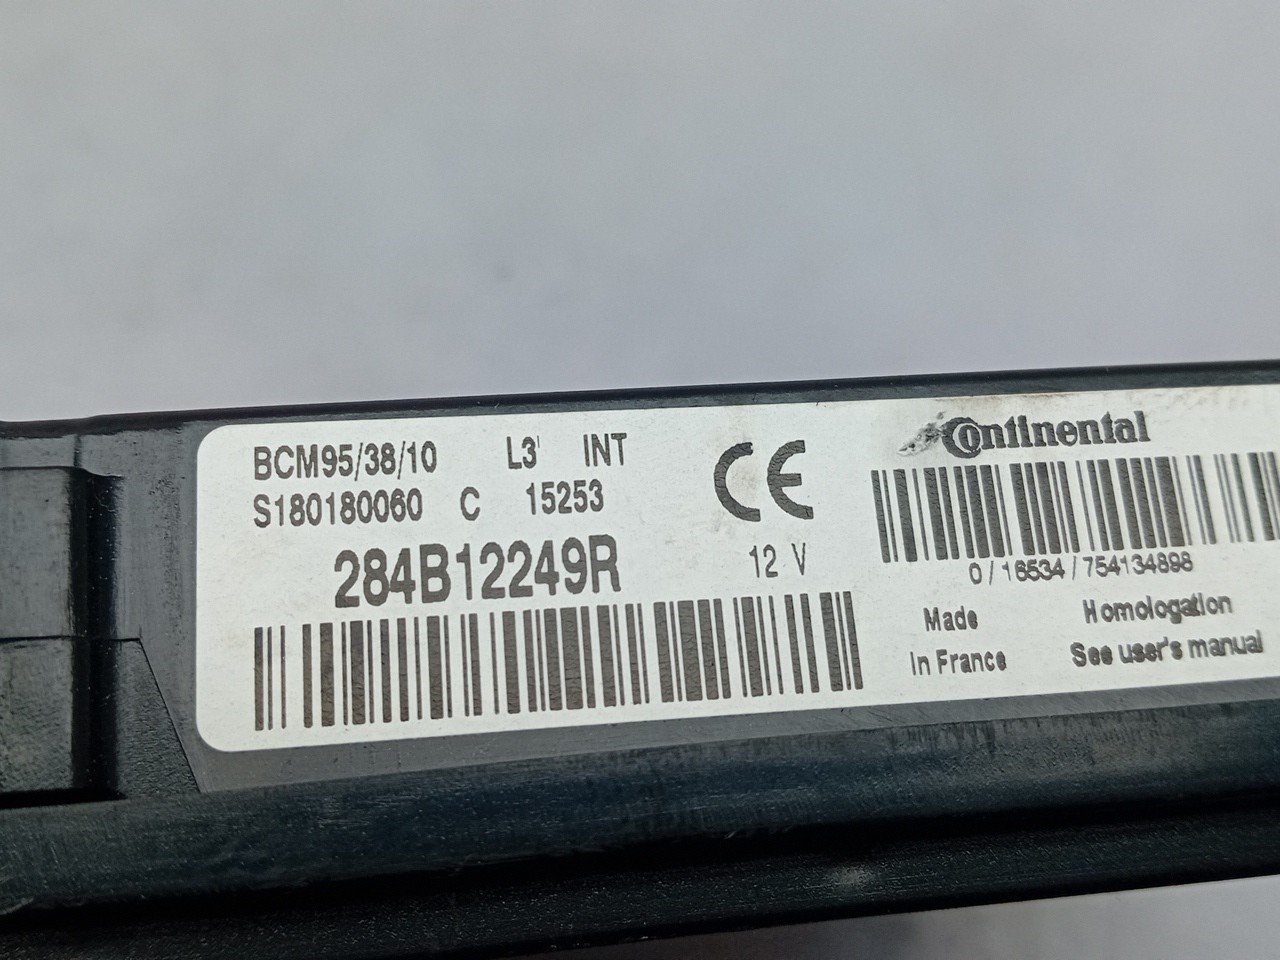 BCM95/38/10 L3' INT
S180180060 C 15253
284B12249R
CE
12 V
Continental
0/16534/754134898
Made
in France
Homologation
See user's manual